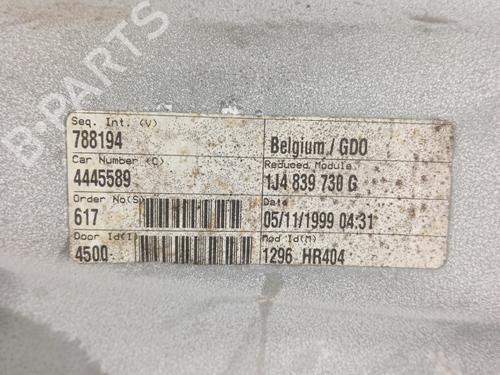 B-PARTS
Seq. Int. (V)
788194
Belgium / GDO
Car Number (C)
4445589
Reduced Module
1J4 839 730 G
Order No(S)
617
Date
05/11/1999 04:31
Door Id(I)
4500
Mod Id(M)
1296 HR404